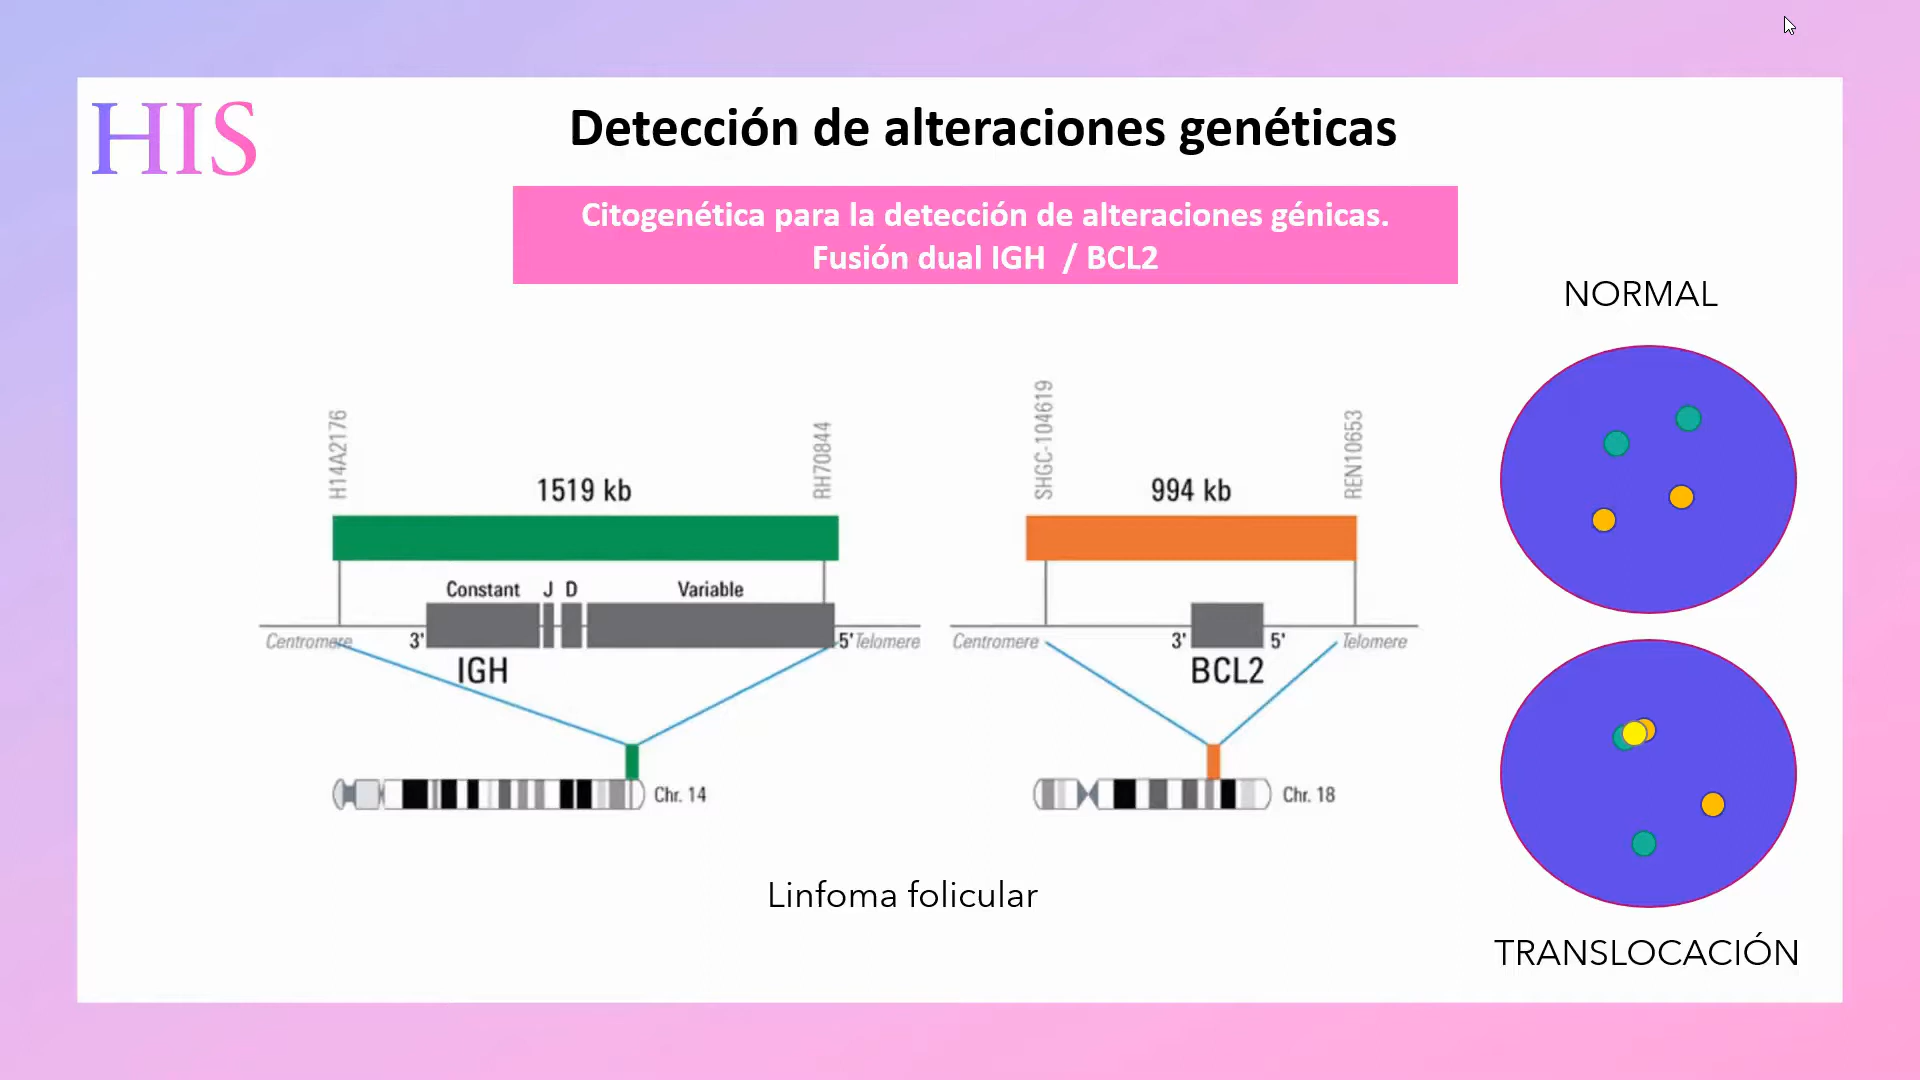 HIS
Detección de alteraciones genéticas
Citogenética para la detección de alteraciones génicas.
Fusión dual IGH / BCL2
NORMAL
H14A2176
1519 kb
RH70844
SHGC-104619
994 kb
REN10653
Constant J D Variable
Centromere 3' 5' Telomere
IGH
Centromere 3' 5' Telomere
BCL2
Chr. 14
Chr. 18
Linfoma folicular
TRANSLOCACIÓN